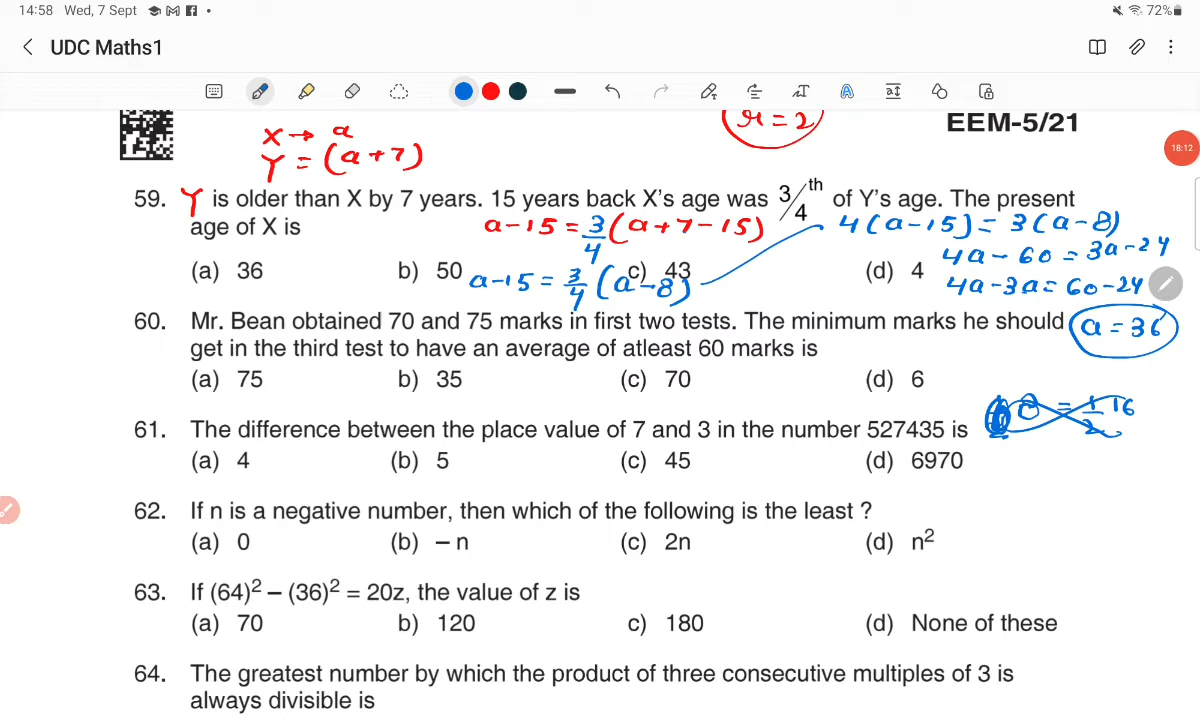 14:58 Wed, 7 Sept 72%
UDC Maths1
r = 2
EEM-5/21
18:12
X → a
Y = (a+7)
59. Y is older than X by 7 years. 15 years back X's age was 3/4th of Y's age. The present
age of X is
a-15 = 3/4 (a+7-15)
4(a-15) = 3(a-8)
4a - 60 = 3a-24
(a) 36 b) 50 c) 43 (d) 4
a-15 = 3/4 (a-8)
4a-3a = 60-24
a = 36
60. Mr. Bean obtained 70 and 75 marks in first two tests. The minimum marks he should
get in the third test to have an average of atleast 60 marks is
(a) 75 b) 35 (c) 70 (d) 6
8 = 1/2 16
61. The difference between the place value of 7 and 3 in the number 527435 is
(a) 4 (b) 5 (c) 45 (d) 6970
62. If n is a negative number, then which of the following is the least ?
(a) 0 (b) – n (c) 2n (d) n²
63. If (64)² – (36)² = 20z, the value of z is
(a) 70 b) 120 c) 180 (d) None of these
64. The greatest number by which the product of three consecutive multiples of 3 is
always divisible is